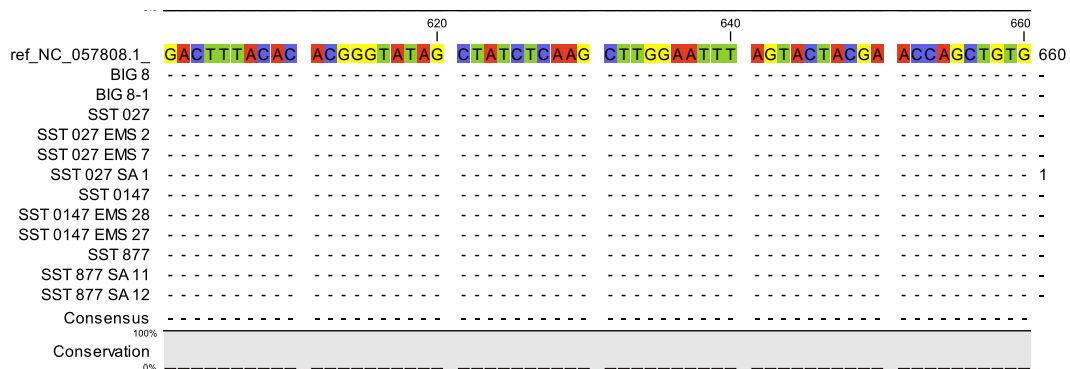 620 640 660
ref_NC_057808.1_ GACTTTACAC ACGGGTATAG CTATCTCAAG CTTGGAATTT AGTACTACGA ACCAGCTGTG 660
BIG 8 - - - - - - - - - - - - - - - - - - - - - - - - - - - - - - - - - - - - - - - - - - - - - - - - - - - - - - - - - - - - -
BIG 8-1 - - - - - - - - - - - - - - - - - - - - - - - - - - - - - - - - - - - - - - - - - - - - - - - - - - - - - - - - - - - - -
SST 027 - - - - - - - - - - - - - - - - - - - - - - - - - - - - - - - - - - - - - - - - - - - - - - - - - - - - - - - - - - - - -
SST 027 EMS 2 - - - - - - - - - - - - - - - - - - - - - - - - - - - - - - - - - - - - - - - - - - - - - - - - - - - - - - - - - - - - -
SST 027 EMS 7 - - - - - - - - - - - - - - - - - - - - - - - - - - - - - - - - - - - - - - - - - - - - - - - - - - - - - - - - - - - - -
SST 027 SA 1 - - - - - - - - - - - - - - - - - - - - - - - - - - - - - - - - - - - - - - - - - - - - - - - - - - - - - - - - - - - - 1
SST 0147 - - - - - - - - - - - - - - - - - - - - - - - - - - - - - - - - - - - - - - - - - - - - - - - - - - - - - - - - - - - - -
SST 0147 EMS 28 - - - - - - - - - - - - - - - - - - - - - - - - - - - - - - - - - - - - - - - - - - - - - - - - - - - - - - - - - - - - -
SST 0147 EMS 27 - - - - - - - - - - - - - - - - - - - - - - - - - - - - - - - - - - - - - - - - - - - - - - - - - - - - - - - - - - - - -
SST 877 - - - - - - - - - - - - - - - - - - - - - - - - - - - - - - - - - - - - - - - - - - - - - - - - - - - - - - - - - - - - -
SST 877 SA 11 - - - - - - - - - - - - - - - - - - - - - - - - - - - - - - - - - - - - - - - - - - - - - - - - - - - - - - - - - - - - -
SST 877 SA 12 - - - - - - - - - - - - - - - - - - - - - - - - - - - - - - - - - - - - - - - - - - - - - - - - - - - - - - - - - - - - -
Consensus - - - - - - - - - - - - - - - - - - - - - - - - - - - - - - - - - - - - - - - - - - - - - - - - - - - - - - - - - - - -
100%
Conservation
0%